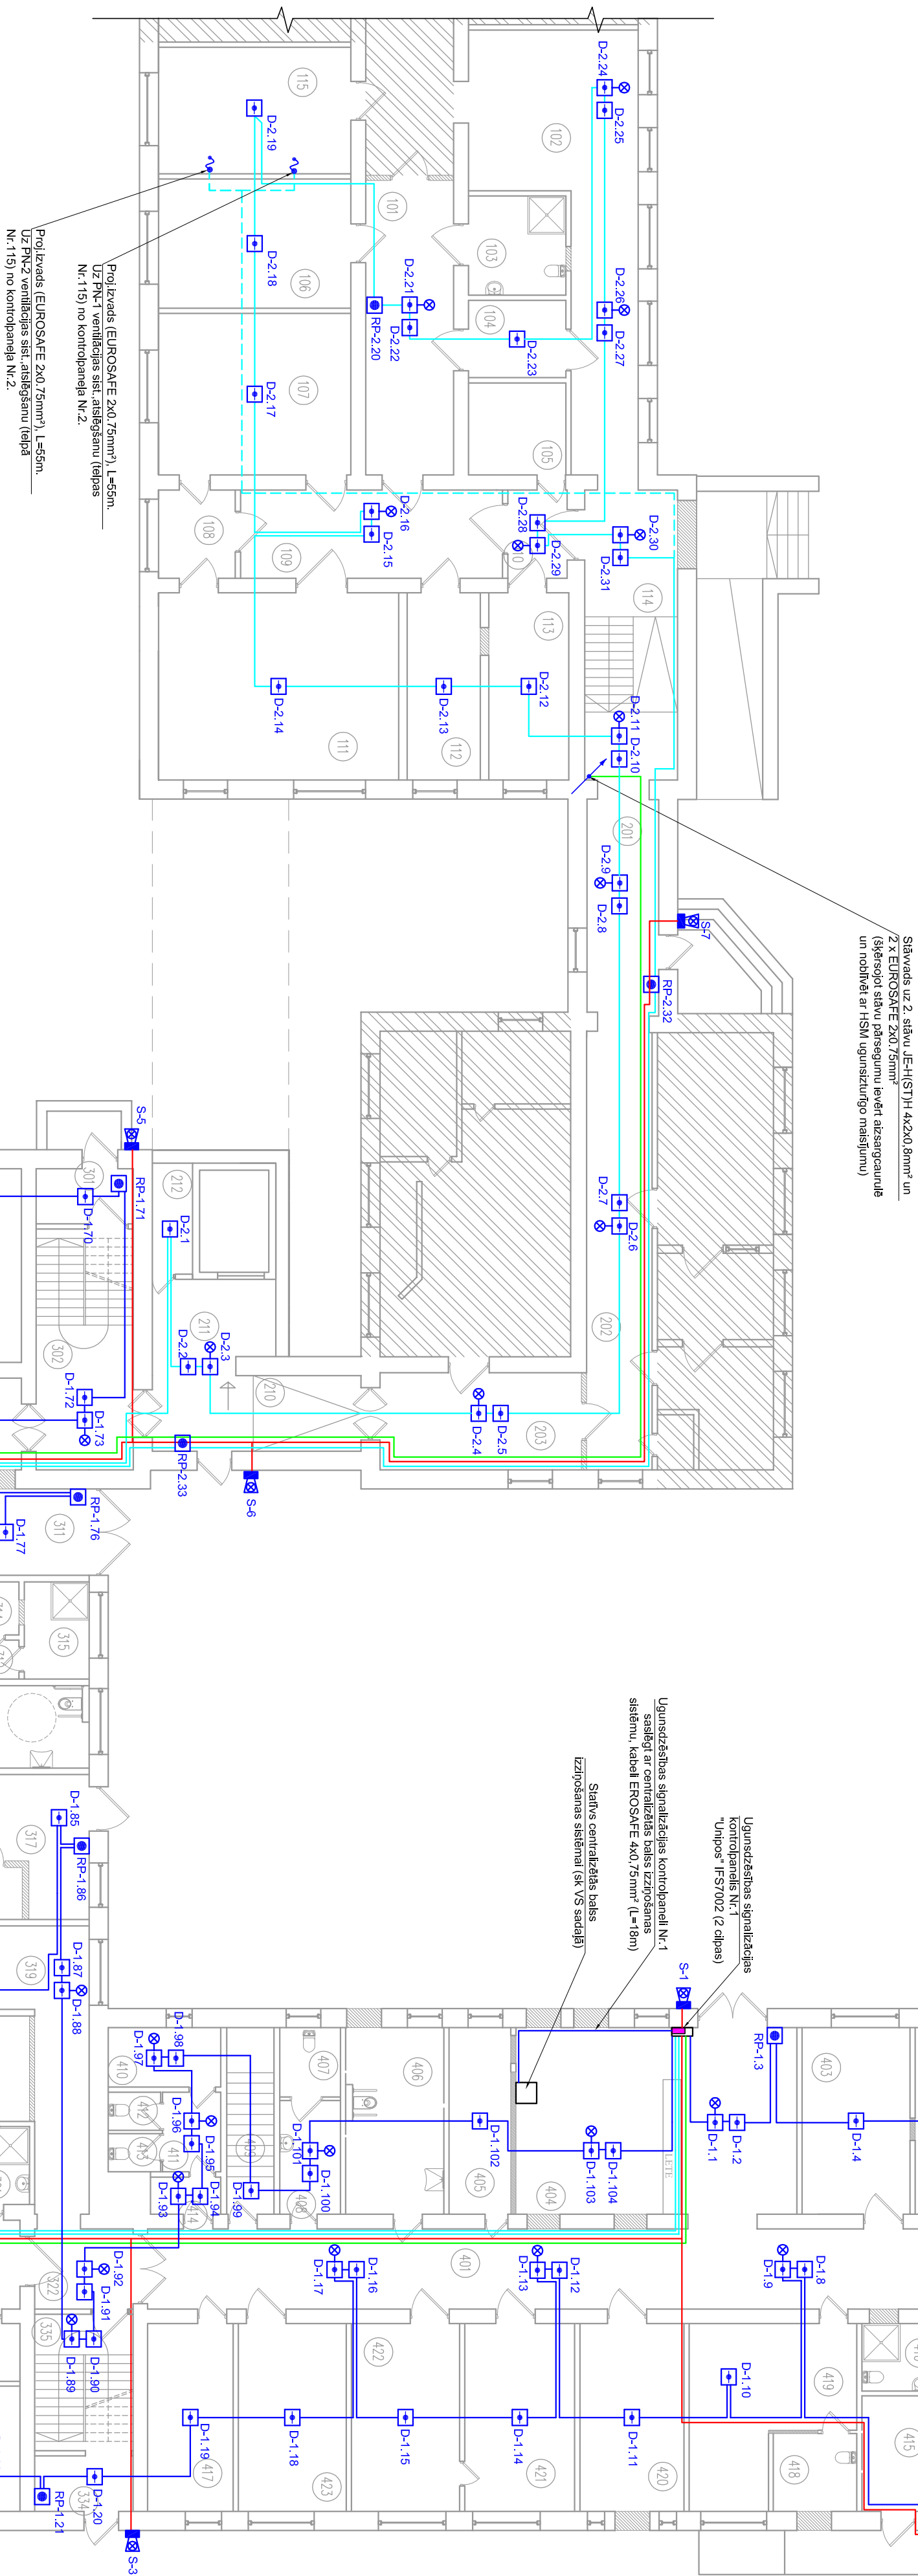 Stāvvads uz 2. stāvu JE-H(ST)H 4x2x0,8mm² un
2 x EUROSAFE 2x0.75mm²
(šķērsojot stāvu pārsegumu ievērt aizsargcaurulē
un noblīvēt ar HSM ugunsizturīgo maisījumu)
S-7
D-2.24
D-2.25
D-2.26
D-2.27
102
103
104
105
D-2.23
D-2.21
D-2.22
RP-2.20
101
115
D-2.19
106
D-2.18
107
D-2.17
Proj.izvads (EUROSAFE 2x0.75mm²), L=55m.
Uz PN-1 ventilācijas sist.,atslēgšanu (telpas
Nr.115) no kontrolpaneļa Nr.2.
Proj.izvads (EUROSAFE 2x0.75mm²), L=55m.
Uz PN-2 ventilācijas sist.,atslēgšanu (telpā
Nr.115) no kontrolpaneļa Nr.2.
D-2.28
D-2.29
D-2.30
D-2.31
114
D-2.16
D-2.15
108
109
113
D-2.12
112
D-2.13
111
D-2.14
D-2.11
D-2.10
201
D-2.9
D-2.8
RP-2.32
D-2.7
D-2.6
202
203
D-2.5
D-2.4
S-5
301
RP-1.71
D-1.70
302
D-1.72
D-1.73
212
D-2.1
211
D-2.3
D-2.2
210
RP-2.33
S-6
RP-1.76
311
D-1.77
315
317
D-1.85
RP-1.86
319
D-1.87
D-1.88
Ugunsdzēsības signalizācijas
kontrolpanelis Nr.1
"Unipos" IFS7002 (2 cilpas)
Ugunsdzēsības signalizācijas kontrolpaneli Nr.1
saslēgt ar centralizētās balss izziņošanas
sistēmu, kabeli EROSAFE 4x0,75mm² (L=18m)
Statīvs centralizētās balss
izziņošanas sistēmai (sk VS sadaļā)
S-1
RP-1.3
403
D-1.4
D-1.1
D-1.2
LETE
404
D-1.104
D-1.103
405
D-1.102
406
407
408
D-1.101
D-1.100
409
D-1.99
410
D-1.98
D-1.97
412
413
411
D-1.96
D-1.95
414
D-1.94
D-1.93
401
D-1.8
D-1.9
D-1.12
D-1.13
D-1.16
D-1.17
322
D-1.92
D-1.91
335
D-1.90
D-1.89
415
418
419
D-1.10
420
D-1.11
421
D-1.14
422
D-1.15
423
D-1.18
417
D-1.19
334
D-1.20
RP-1.21
S-3